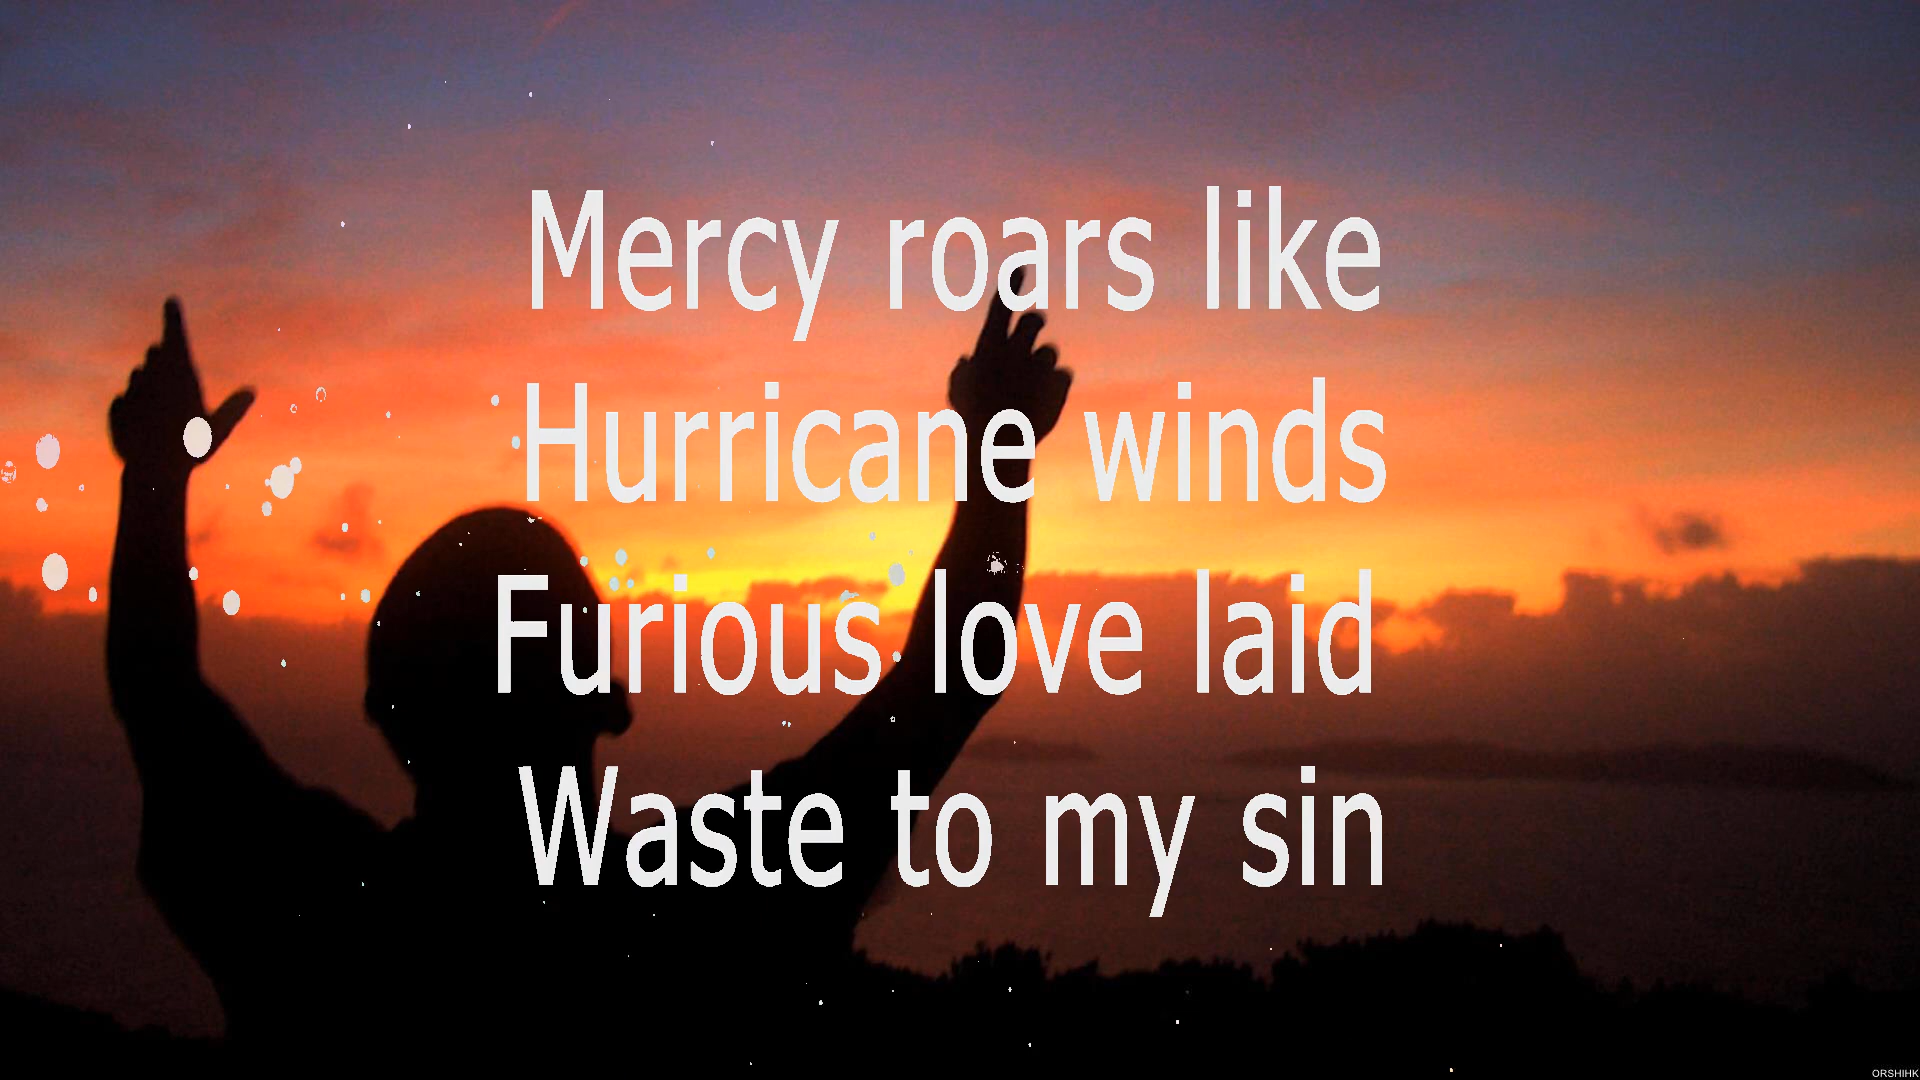 Mercy roars like
Hurricane winds
Furious love laid
Waste to my sin
ORSHIHK